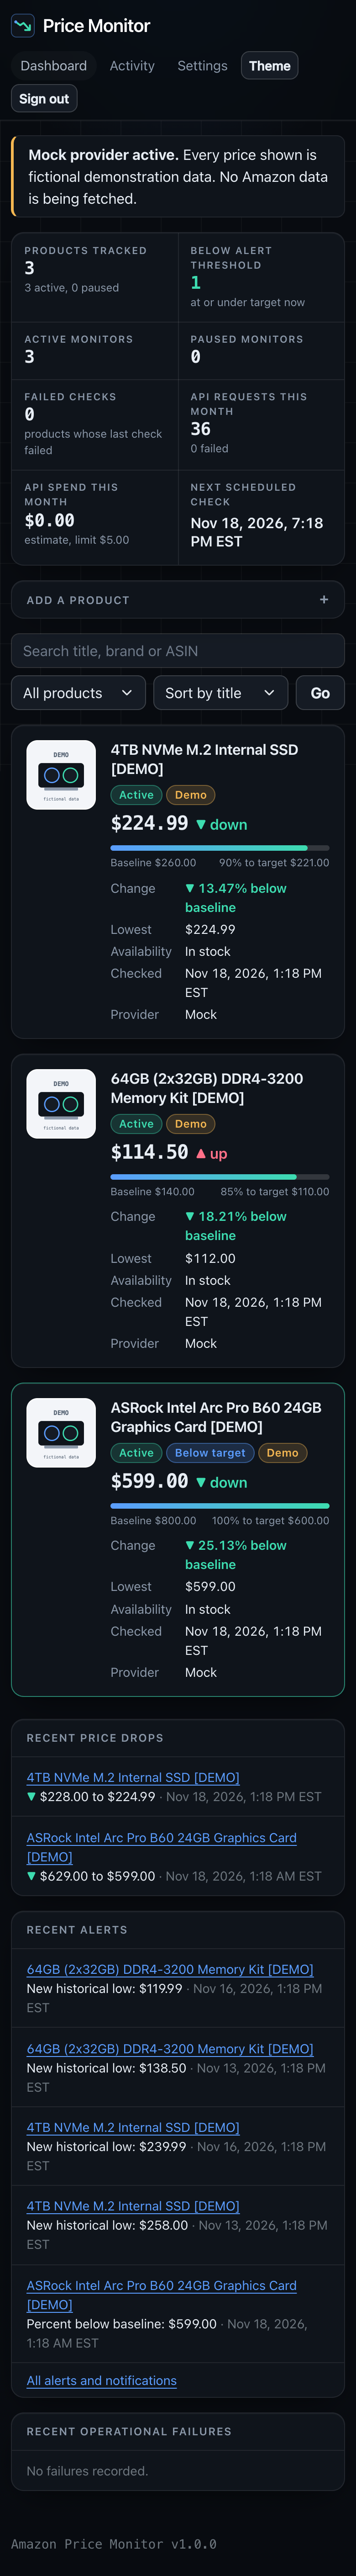 Price Monitor
Dashboard Activity Settings Theme
Sign out
Mock provider active. Every price shown is
fictional demonstration data. No Amazon data
is being fetched.
PRODUCTS TRACKED
3
3 active, 0 paused
BELOW ALERT
THRESHOLD
1
at or under target now
ACTIVE MONITORS
3
PAUSED MONITORS
0
FAILED CHECKS
0
products whose last check
failed
API REQUESTS THIS
MONTH
36
0 failed
API SPEND THIS
MONTH
$0.00
estimate, limit $5.00
NEXT SCHEDULED
CHECK
Nov 18, 2026, 7:18
PM EST
ADD A PRODUCT +
Search title, brand or ASIN
All products Sort by title Go
DEMO
fictional data
4TB NVMe M.2 Internal SSD
[DEMO]
Active Demo
$224.99 ▼ down
Baseline $260.00 90% to target $221.00
Change ▼ 13.47% below
baseline
Lowest $224.99
Availability In stock
Checked Nov 18, 2026, 1:18 PM
EST
Provider Mock
DEMO
fictional data
64GB (2x32GB) DDR4-3200
Memory Kit [DEMO]
Active Demo
$114.50 ▲ up
Baseline $140.00 85% to target $110.00
Change ▼ 18.21% below
baseline
Lowest $112.00
Availability In stock
Checked Nov 18, 2026, 1:18 PM
EST
Provider Mock
DEMO
fictional data
ASRock Intel Arc Pro B60 24GB
Graphics Card [DEMO]
Active Below target Demo
$599.00 ▼ down
Baseline $800.00 100% to target $600.00
Change ▼ 25.13% below
baseline
Lowest $599.00
Availability In stock
Checked Nov 18, 2026, 1:18 PM
EST
Provider Mock
RECENT PRICE DROPS
4TB NVMe M.2 Internal SSD [DEMO]
▼ $228.00 to $224.99 · Nov 18, 2026, 1:18 PM EST
ASRock Intel Arc Pro B60 24GB Graphics Card
[DEMO]
▼ $629.00 to $599.00 · Nov 18, 2026, 1:18 AM EST
RECENT ALERTS
64GB (2x32GB) DDR4-3200 Memory Kit [DEMO]
New historical low: $119.99 · Nov 16, 2026, 1:18 PM
EST
64GB (2x32GB) DDR4-3200 Memory Kit [DEMO]
New historical low: $138.50 · Nov 13, 2026, 1:18 PM
EST
4TB NVMe M.2 Internal SSD [DEMO]
New historical low: $239.99 · Nov 16, 2026, 1:18 PM
EST
4TB NVMe M.2 Internal SSD [DEMO]
New historical low: $258.00 · Nov 13, 2026, 1:18 PM
EST
ASRock Intel Arc Pro B60 24GB Graphics Card
[DEMO]
Percent below baseline: $599.00 · Nov 18, 2026,
1:18 AM EST
All alerts and notifications
RECENT OPERATIONAL FAILURES
No failures recorded.
Amazon Price Monitor v1.0.0